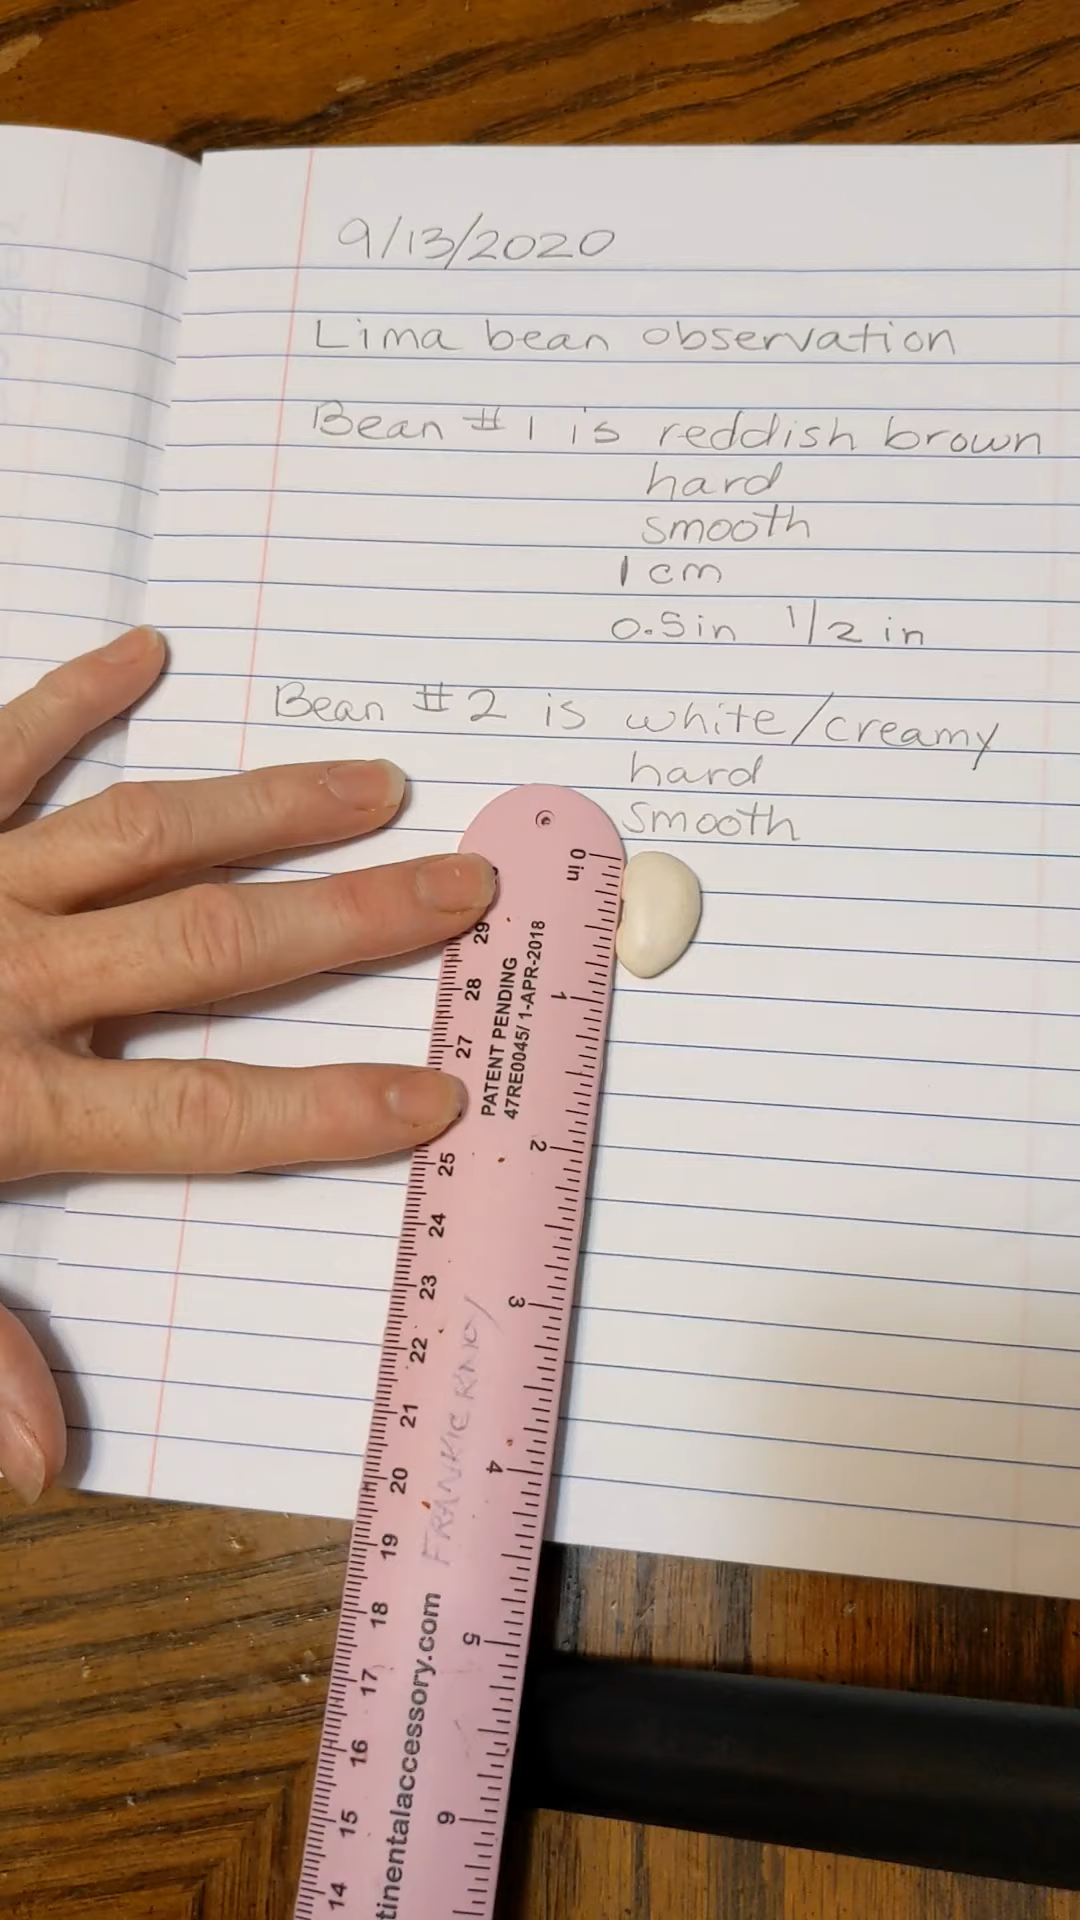 9/13/2020
Lima bean observation
Bean #1 is reddish brown
hard
smooth
1 cm
0.5in 1/2 in
Bean #2 is white/creamy
hard
smooth
0 in
1
2
3
4
5
6
29
28
27
25
24
23
22
21
20
19
18
17
16
15
14
PATENT PENDING
47RE0045/ 1-APR-2018
FRANKIE
tinentalaccessory.com